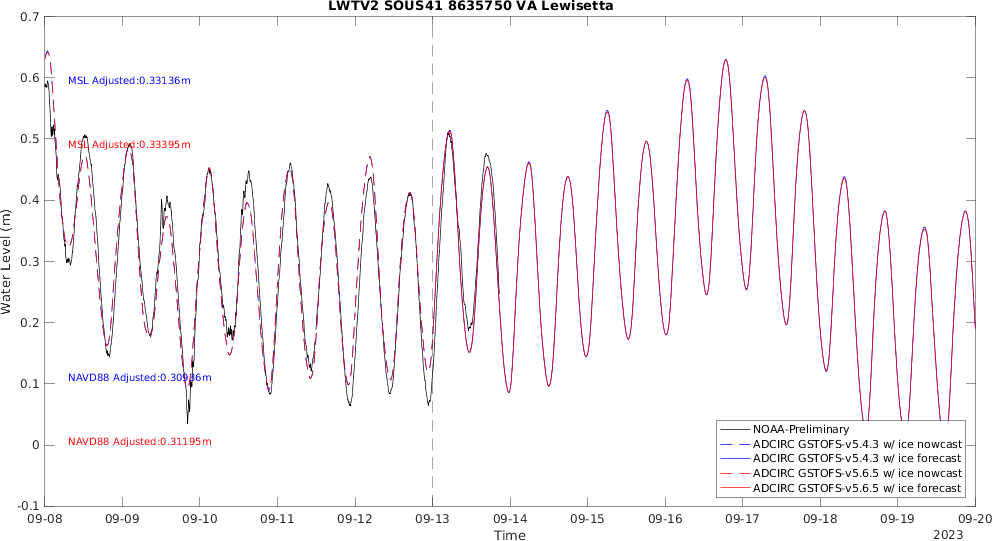 LWTV2 SOUS41 8635750 VA Lewisetta
0.7
0.6
0.5
0.4
0.3
0.2
0.1
0
-0.1
Water Level (m)
MSL Adjusted:0.33136m
MSL Adjusted:0.33395m
NAVD88 Adjusted:0.30936m
NAVD88 Adjusted:0.31195m
NOAA-Preliminary
ADCIRC GSTOFS-v5.4.3 w/ ice nowcast
ADCIRC GSTOFS-v5.4.3 w/ ice forecast
ADCIRC GSTOFS-v5.6.5 w/ ice nowcast
ADCIRC GSTOFS-v5.6.5 w/ ice forecast
09-08 09-09 09-10 09-11 09-12 09-13 09-14 09-15 09-16 09-17 09-18 09-19 09-20
Time
2023